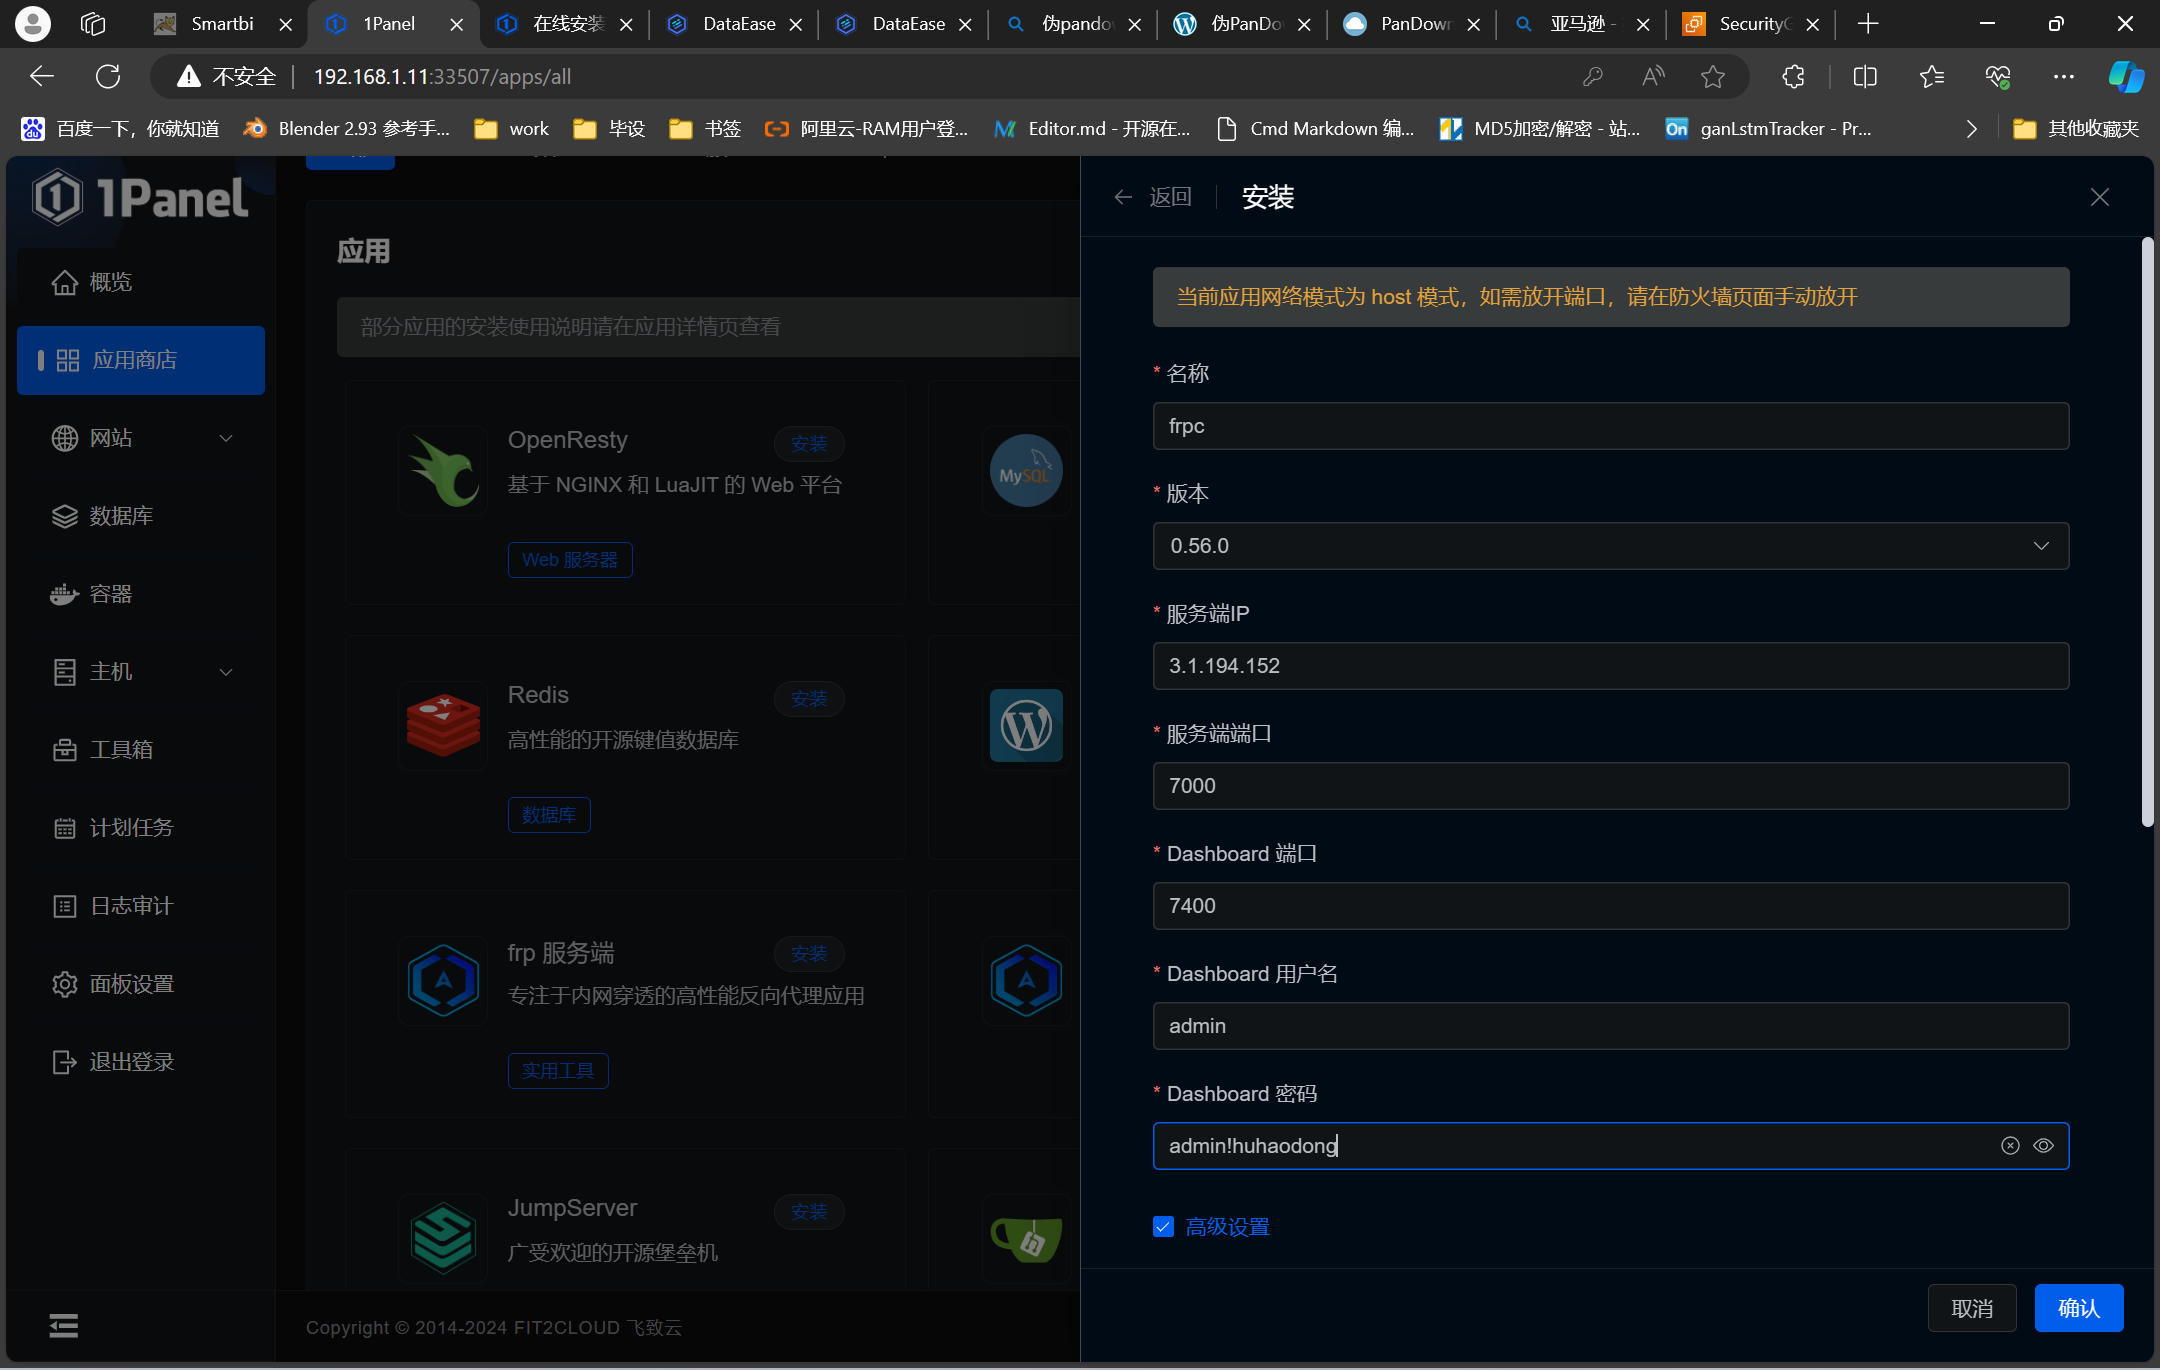 Smartbi
1Panel
在线安装
DataEase
DataEase
伪pando
伪PanDo
PanDown
亚马逊 -
Security
不安全
192.168.1.11:33507/apps/all
百度一下，你就知道
Blender 2.93 参考手...
work
毕设
书签
阿里云-RAM用户登...
Editor.md - 开源在...
Cmd Markdown 编...
MD5加密/解密 - 站...
ganLstmTracker - Pr...
其他收藏夹
1Panel
概览
应用商店
网站
数据库
容器
主机
工具箱
计划任务
日志审计
面板设置
退出登录
应用
部分应用的安装使用说明请在应用详情页查看
OpenResty
安装
基于 NGINX 和 LuaJIT 的 Web 平台
Web 服务器
MySQL
Redis
安装
高性能的开源键值数据库
数据库
frp 服务端
安装
专注于内网穿透的高性能反向代理应用
实用工具
JumpServer
安装
广受欢迎的开源堡垒机
Copyright © 2014-2024 FIT2CLOUD 飞致云
返回
安装
当前应用网络模式为 host 模式，如需放开端口，请在防火墙页面手动放开
* 名称
frpc
* 版本
0.56.0
* 服务端IP
3.1.194.152
* 服务端端口
7000
* Dashboard 端口
7400
* Dashboard 用户名
admin
* Dashboard 密码
admin!huhaodong
高级设置
取消
确认